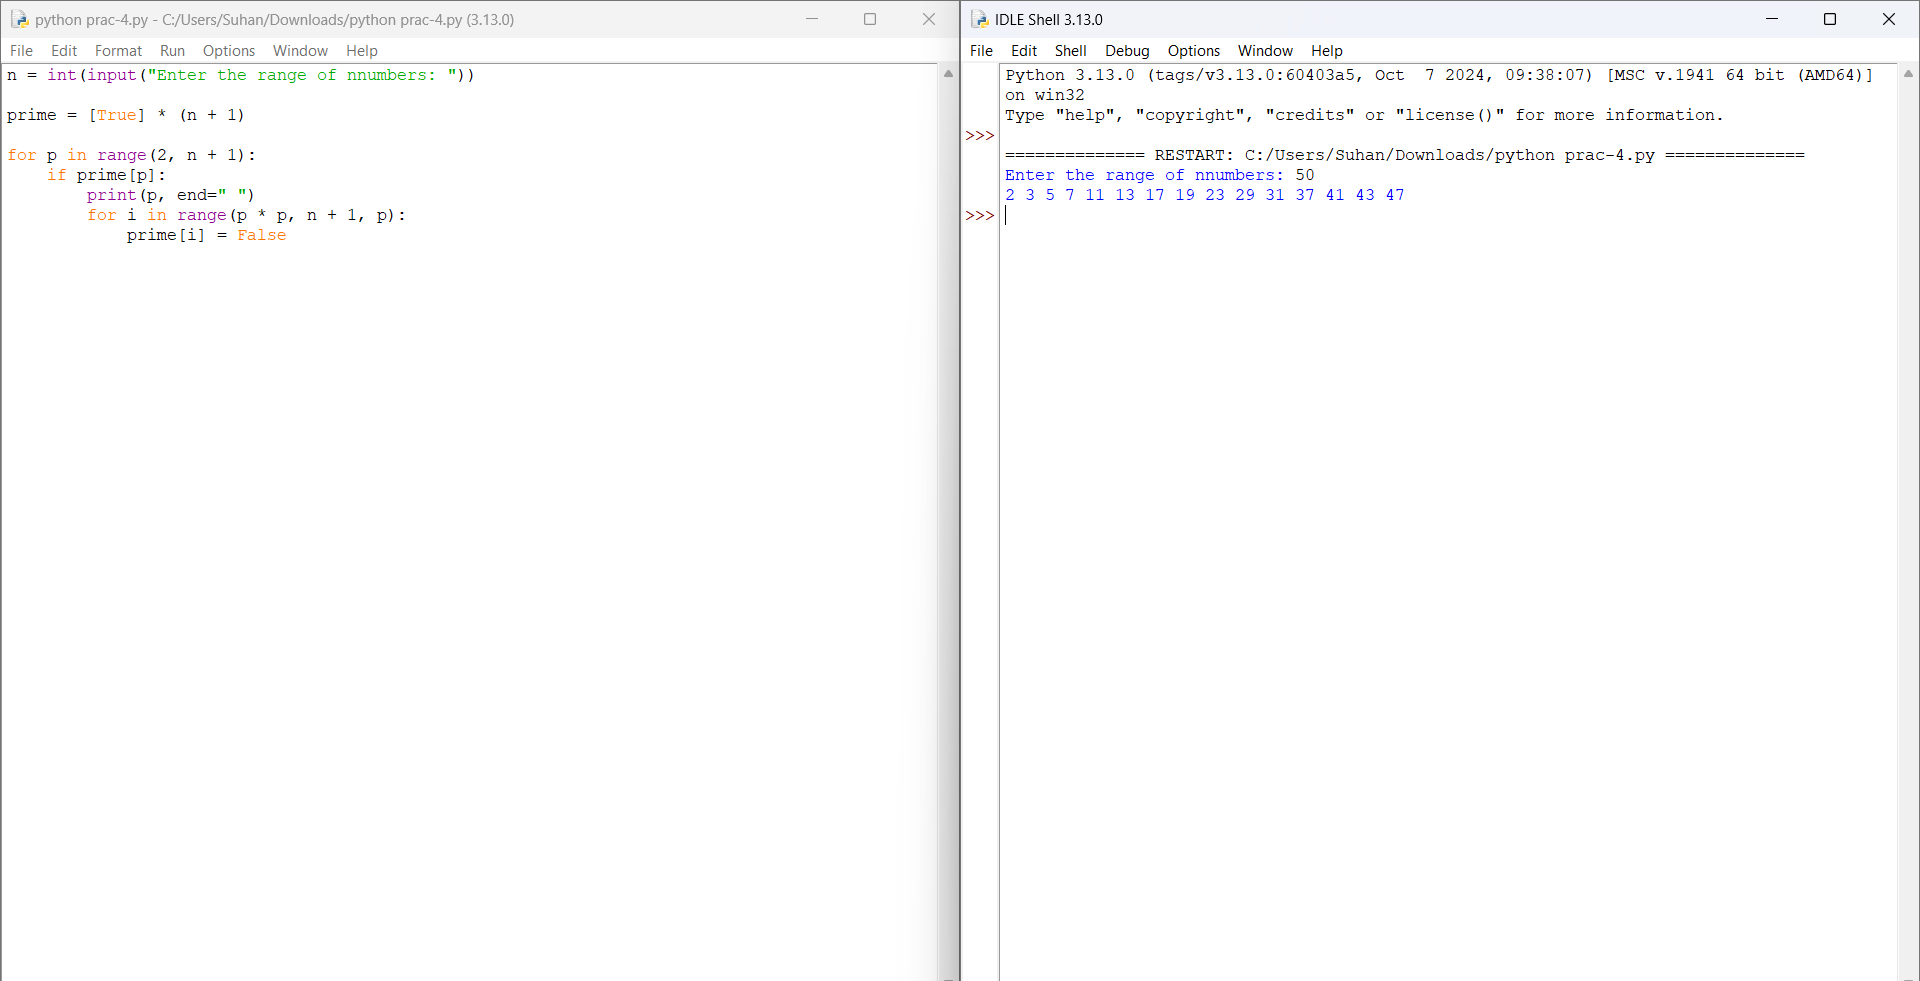 python prac-4.py - C:/Users/Suhan/Downloads/python prac-4.py (3.13.0)
File Edit Format Run Options Window Help
n = int(input("Enter the range of nnumbers: "))
prime = [True] * (n + 1)
for p in range(2, n + 1):
    if prime[p]:
        print(p, end=" ")
        for i in range(p * p, n + 1, p):
            prime[i] = False
IDLE Shell 3.13.0
File Edit Shell Debug Options Window Help
Python 3.13.0 (tags/v3.13.0:60403a5, Oct  7 2024, 09:38:07) [MSC v.1941 64 bit (AMD64)]
on win32
Type "help", "copyright", "credits" or "license()" for more information.
>>>
============== RESTART: C:/Users/Suhan/Downloads/python prac-4.py ==============
Enter the range of nnumbers: 50
2 3 5 7 11 13 17 19 23 29 31 37 41 43 47
>>>